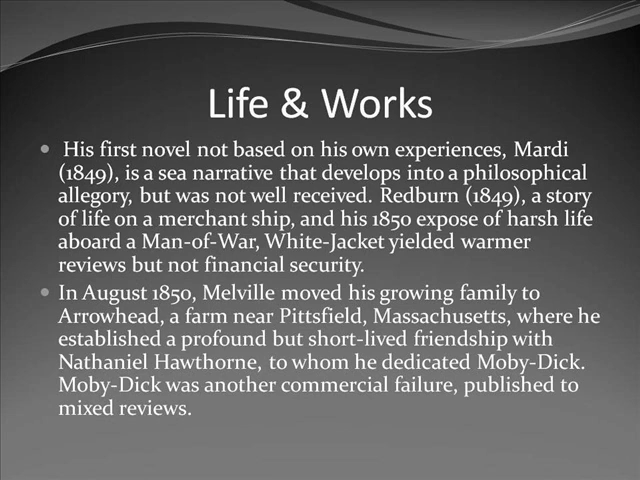 Life & Works
• His first novel not based on his own experiences, Mardi
(1849), is a sea narrative that develops into a philosophical
allegory, but was not well received. Redburn (1849), a story
of life on a merchant ship, and his 1850 expose of harsh life
aboard a Man-of-War, White-Jacket yielded warmer
reviews but not financial security.
• In August 1850, Melville moved his growing family to
Arrowhead, a farm near Pittsfield, Massachusetts, where he
established a profound but short-lived friendship with
Nathaniel Hawthorne, to whom he dedicated Moby-Dick.
Moby-Dick was another commercial failure, published to
mixed reviews.